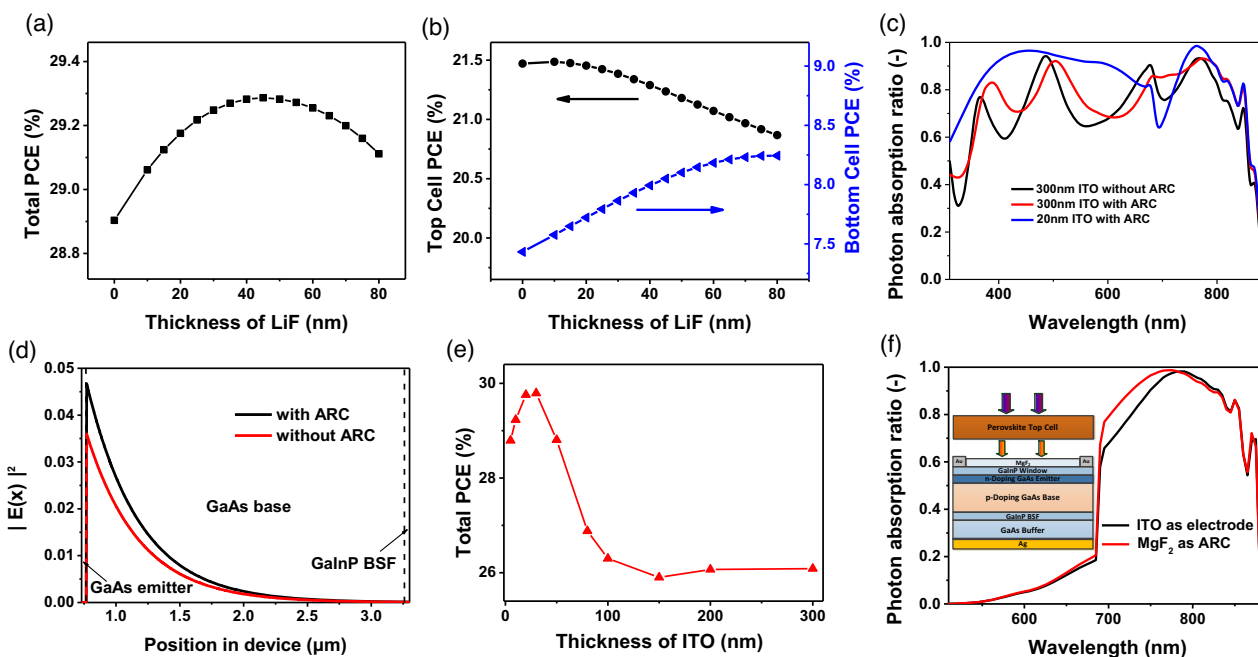 (a)
29.4
29.2
29.0
28.8
Total PCE (%)
0 20 40 60 80
Thickness of LiF (nm)
(b)
21.5
21.0
20.5
20.0
Top Cell PCE (%)
9.0
8.5
8.0
7.5
Bottom Cell PCE (%)
0 20 40 60 80
Thickness of LiF (nm)
(c)
1.0
0.8
0.6
0.4
0.2
0.0
Photon absorption ratio (-)
300nm ITO without ARC
300nm ITO with ARC
20nm ITO with ARC
400 600 800
Wavelength (nm)
(d)
0.05
0.04
0.03
0.02
0.01
0.00
| E(x) |²
with ARC
without ARC
GaAs base
GaInP BSF
GaAs emitter
1.0 1.5 2.0 2.5 3.0
Position in device (μm)
(e)
30
28
26
Total PCE (%)
0 100 200 300
Thickness of ITO (nm)
(f)
1.0
0.8
0.6
0.4
0.2
0.0
Photon absorption ratio (-)
Perovskite Top Cell
Au MgF₂ Au
GaInP Window
n-Doping GaAs Emitter
p-Doping GaAs Base
GaInP BSF
GaAs Buffer
Ag
ITO as electrode
MgF₂ as ARC
600 700 800
Wavelength (nm)